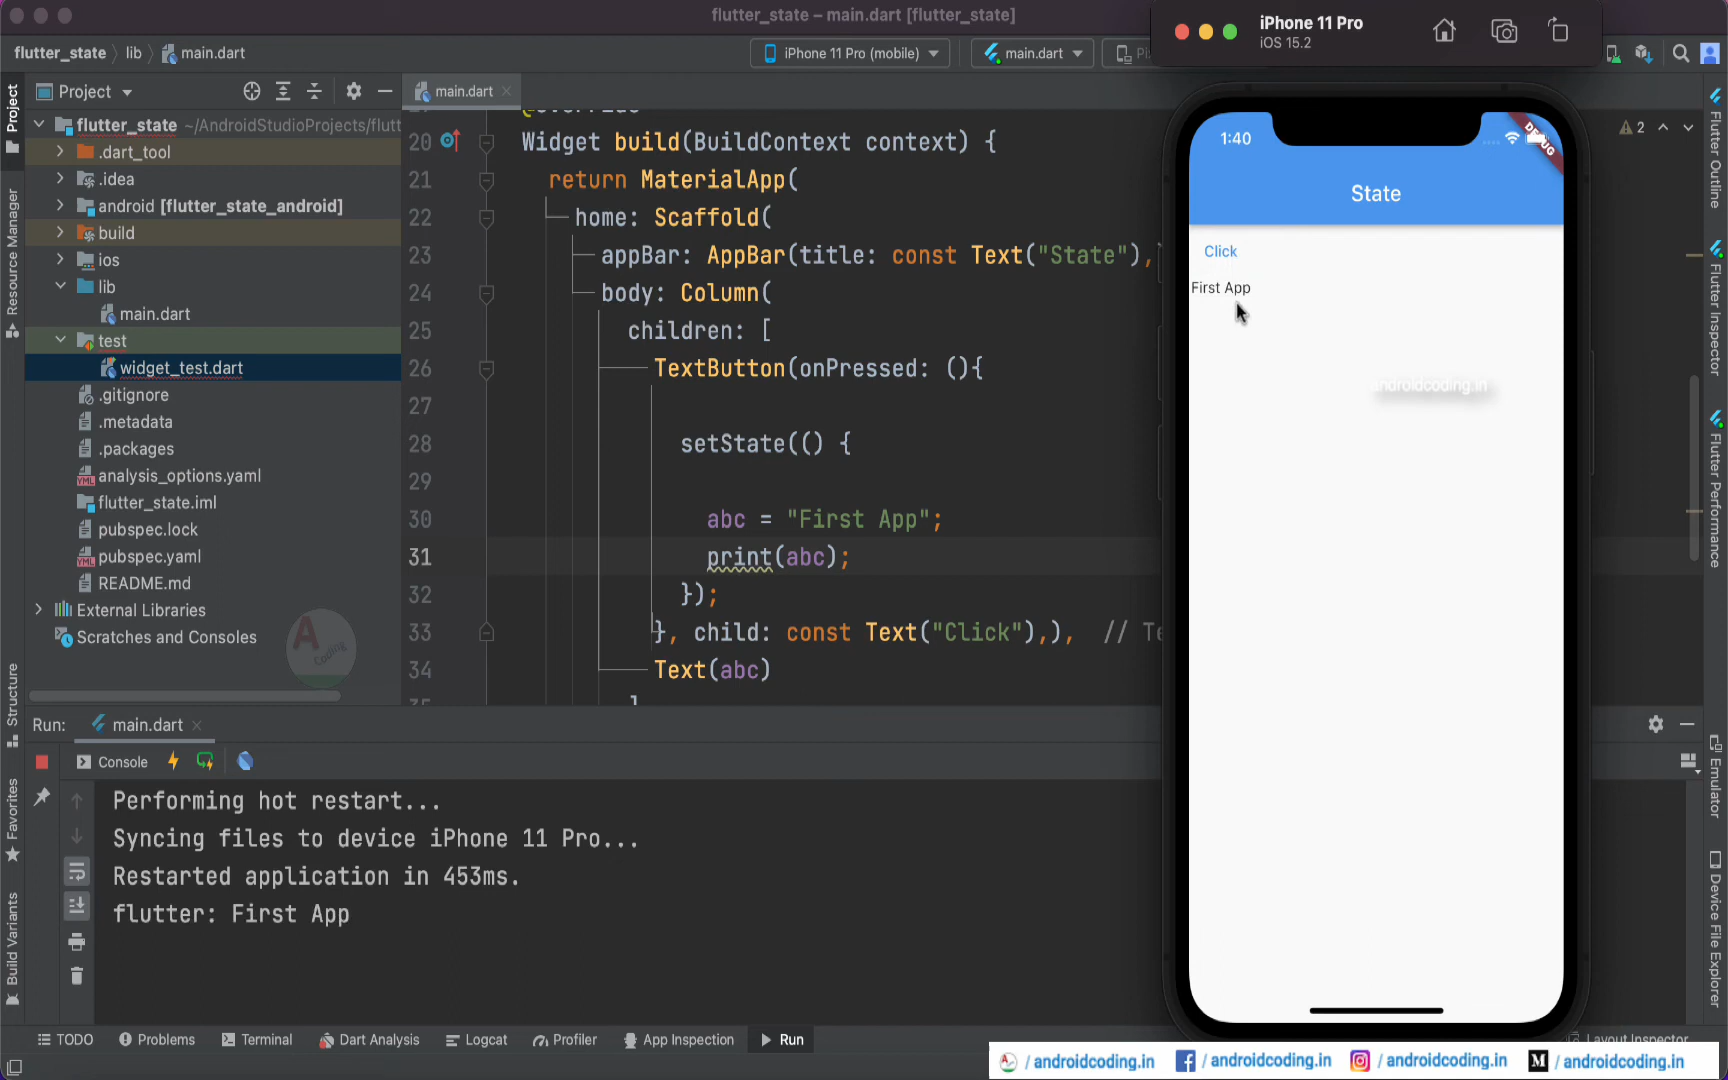 flutter_state – main.dart [flutter_state]
iPhone 11 Pro
iOS 15.2
flutter_state lib main.dart
iPhone 11 Pro (mobile)
main.dart
Project
main.dart
flutter_state ~/AndroidStudioProjects/flutt
.dart_tool
.idea
android [flutter_state_android]
build
ios
lib
main.dart
test
widget_test.dart
.gitignore
.metadata
.packages
analysis_options.yaml
flutter_state.iml
pubspec.lock
pubspec.yaml
README.md
External Libraries
Scratches and Consoles
A
Coding
Project
Resource Manager
Structure
Favorites
Build Variants
20 Widget build(BuildContext context) {
21 return MaterialApp(
22 home: Scaffold(
23 appBar: AppBar(title: const Text("State"),
24 body: Column(
25 children: [
26 TextButton(onPressed: (){
27
28 setState(() {
29
30 abc = "First App";
31 print(abc);
32 });
33 }, child: const Text("Click"),), // Te
34 Text(abc)
2
1:40
DEBUG
State
Click
First App
androidcoding.in
Flutter Outline
Flutter Inspector
Flutter Performance
Emulator
Device File Explorer
Run: main.dart
Console
Performing hot restart...
Syncing files to device iPhone 11 Pro...
Restarted application in 453ms.
flutter: First App
TODO Problems Terminal Dart Analysis Logcat Profiler App Inspection Run
Layout Inspector
/ androidcoding.in / androidcoding.in / androidcoding.in / androidcoding.in